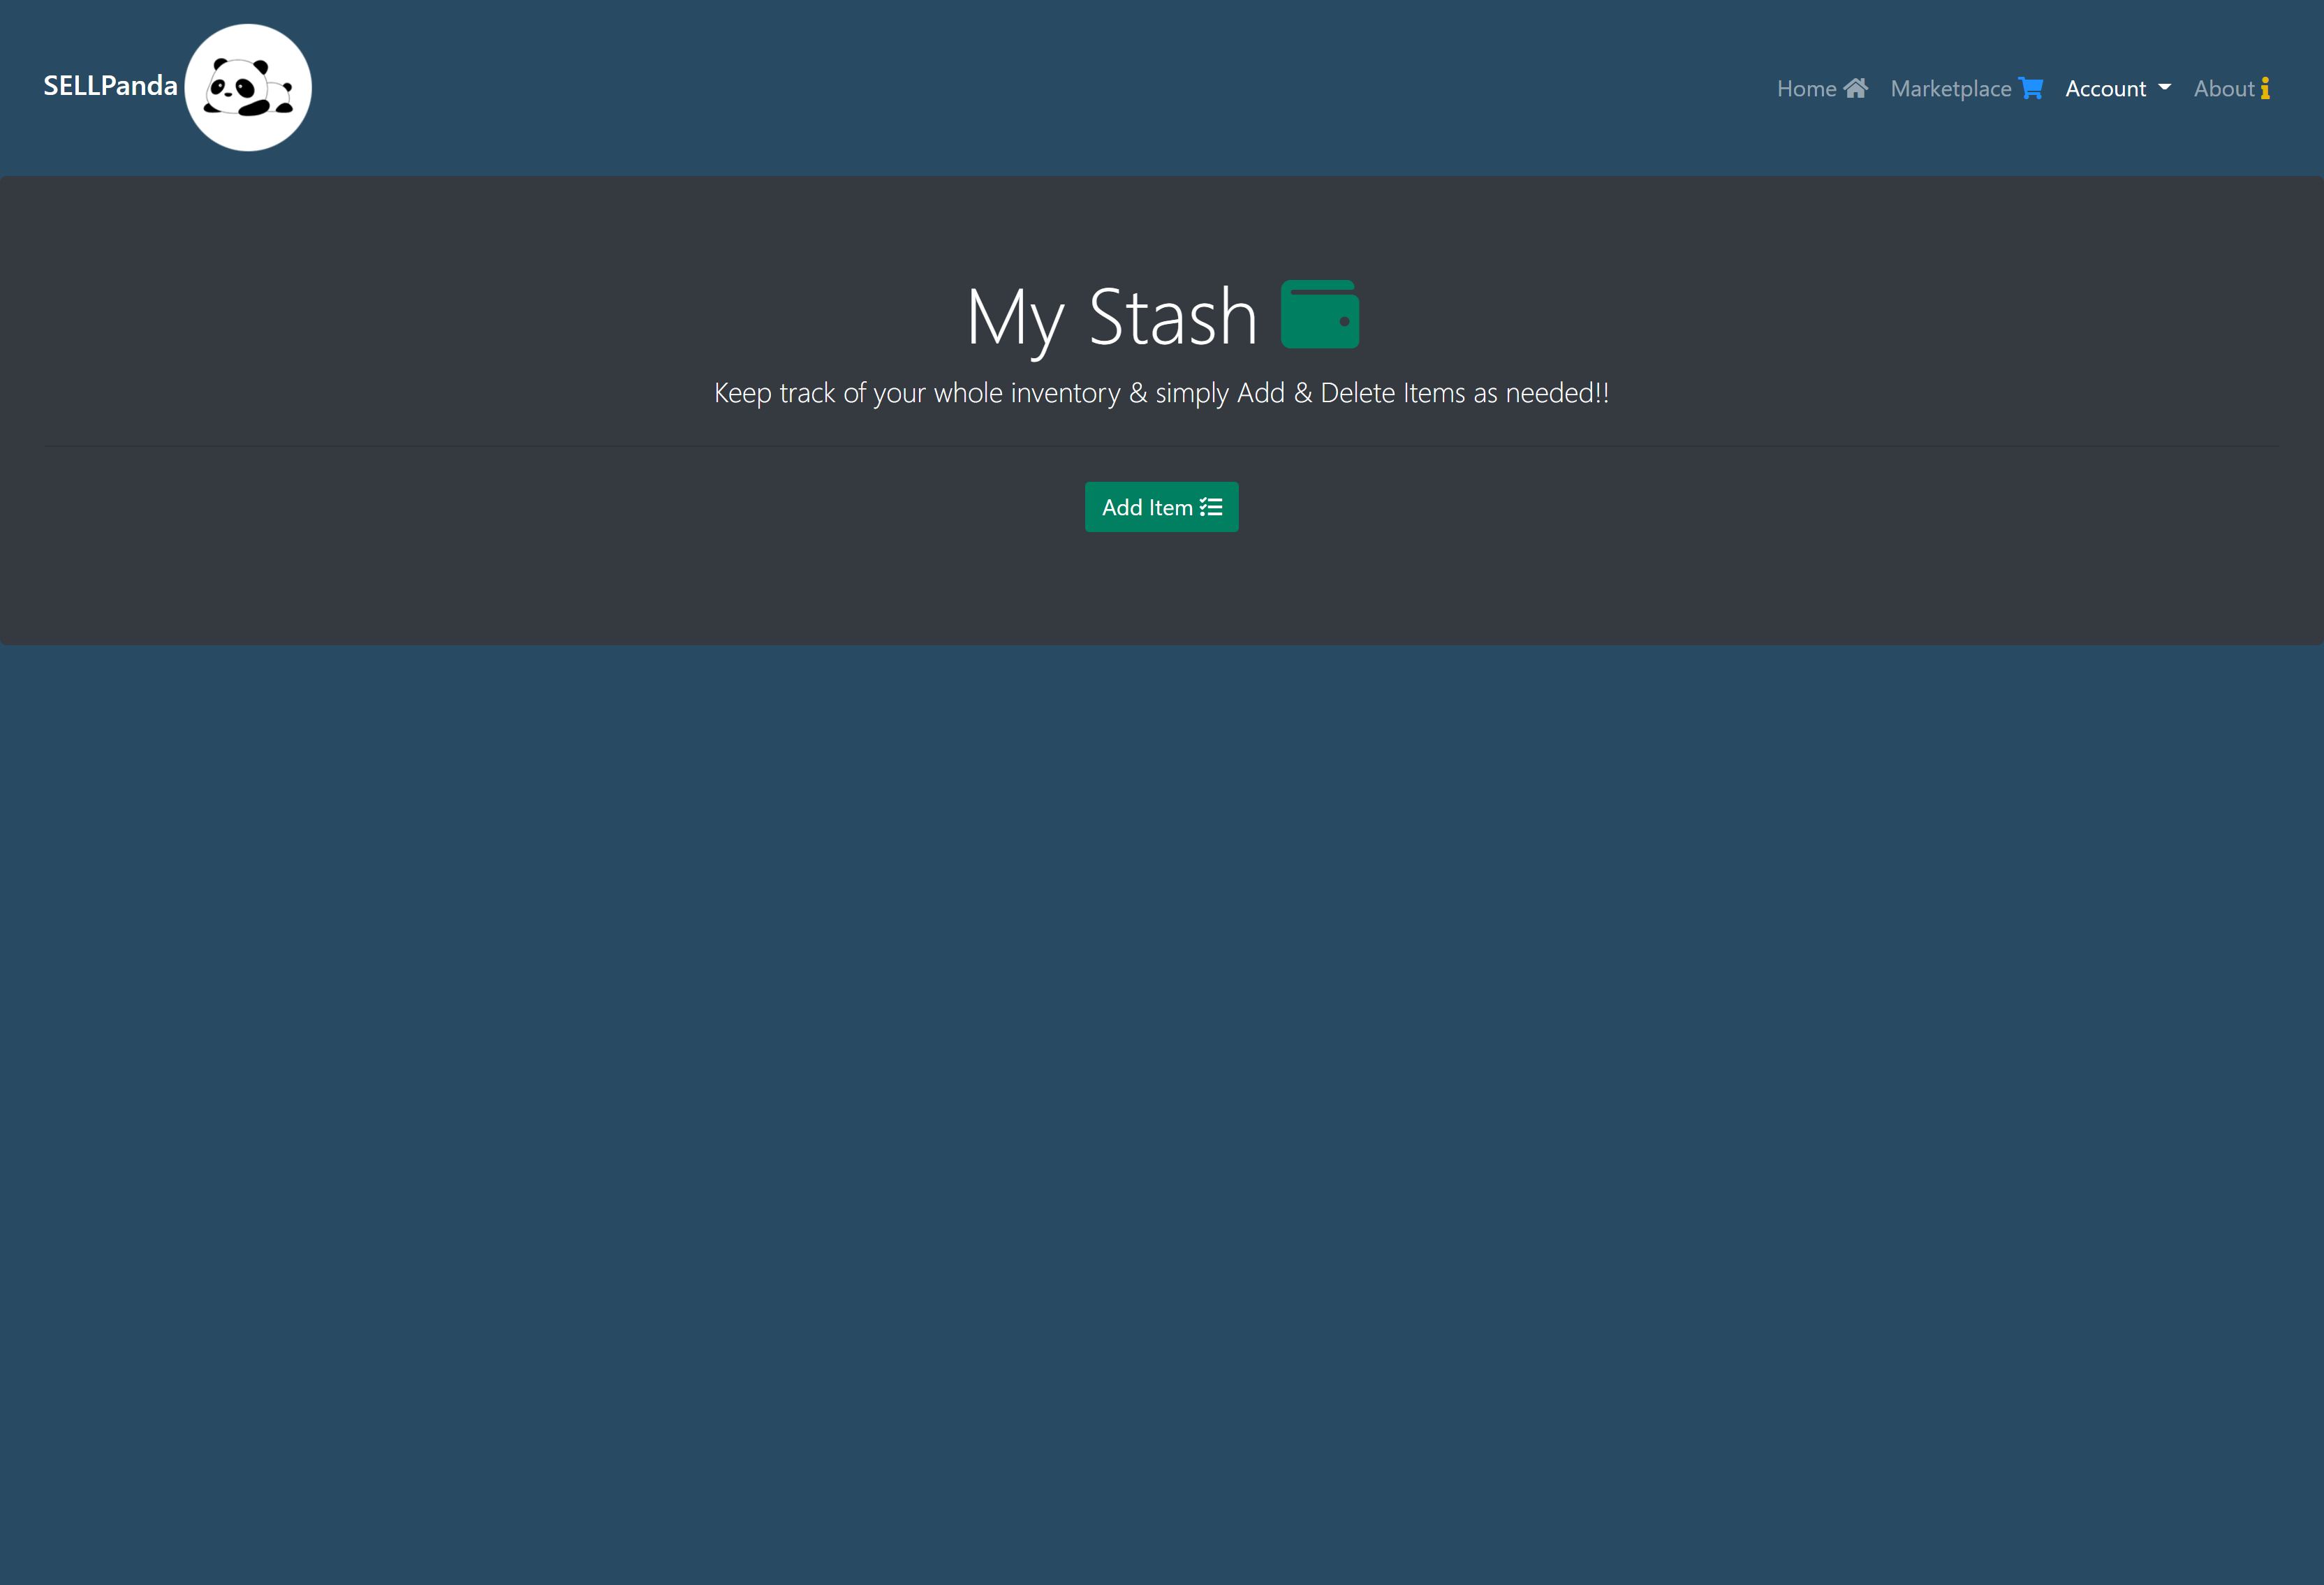 SELLPanda
Home Marketplace Account About
My Stash
Keep track of your whole inventory & simply Add & Delete Items as needed!!
Add Item